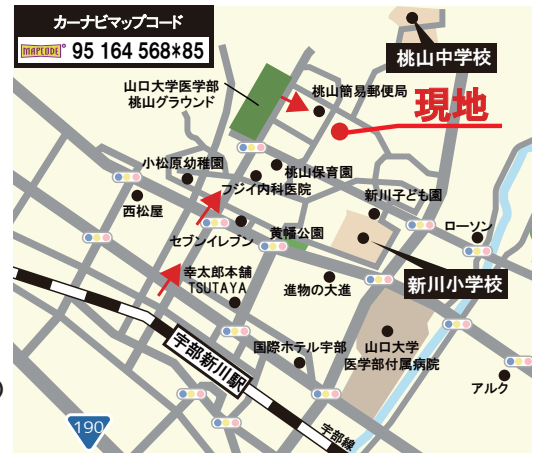 カーナビマップコード
MAPCODE 95 164 568*85
桃山中学校
山口大学医学部
桃山グラウンド
桃山簡易郵便局
現地
小松原幼稚園
桃山保育園
フジイ内科医院
西松屋
新川子ども園
ローソン
セブンイレブン
黄幡公園
幸太郎本舗
TSUTAYA
進物の大進
新川小学校
宇部新川駅
国際ホテル宇部
山口大学
医学部付属病院
アルク
190
宇部線